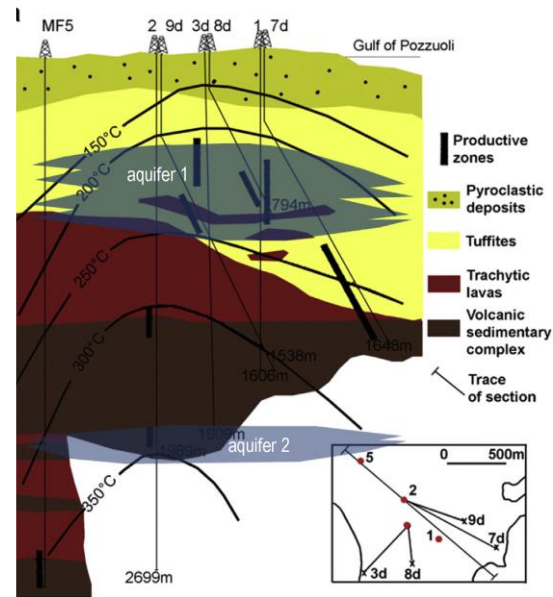 MF5
2 9d 3d 8d 1 7d
Gulf of Pozzuoli
150°C
200°C
aquifer 1
794m
250°C
300°C
1648m
1538m
1606m
1909m
aquifer 2
350°C
2699m
Productive
zones
Pyroclastic
deposits
Tuffites
Trachytic
lavas
Volcanic
sedimentary
complex
Trace
of section
0 500m
5
2
9d
1
7d
3d
8d